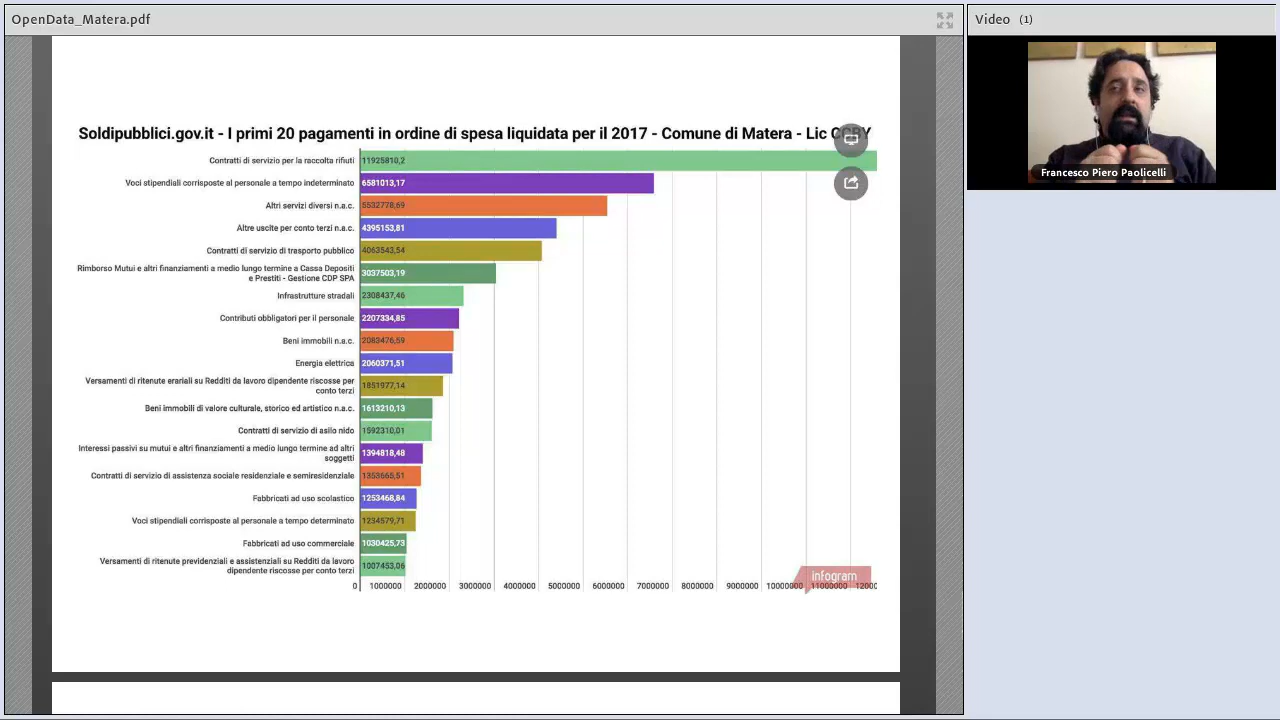 OpenData_Matera.pdf
Video (1)
Francesco Piero Paolicelli
Soldipubblici.gov.it - I primi 20 pagamenti in ordine di spesa liquidata per il 2017 - Comune di Matera - Lic CCBY
Contratti di servizio per la raccolta rifiuti 11925810,2
Voci stipendiali corrisposte al personale a tempo indeterminato 6581013,17
Altri servizi diversi n.a.c. 5532778,69
Altre uscite per conto terzi n.a.c. 4395153,81
Contratti di servizio di trasporto pubblico 4063543,54
Rimborso Mutui e altri finanziamenti a medio lungo termine a Cassa Depositi
e Prestiti - Gestione CDP SPA 3037503,19
Infrastrutture stradali 2308437,46
Contributi obbligatori per il personale 2207334,85
Beni immobili n.a.c. 2083476,59
Energia elettrica 2060371,51
Versamenti di ritenute erariali su Redditi da lavoro dipendente riscosse per
conto terzi 1851977,14
Beni immobili di valore culturale, storico ed artistico n.a.c. 1613210,13
Contratti di servizio di asilo nido 1592310,01
Interessi passivi su mutui e altri finanziamenti a medio lungo termine ad altri
soggetti 1394818,48
Contratti di servizio di assistenza sociale residenziale e semiresidenziale 1353665,51
Fabbricati ad uso scolastico 1253468,84
Voci stipendiali corrisposte al personale a tempo determinato 1234579,71
Fabbricati ad uso commerciale 1030425,73
Versamenti di ritenute previdenziali e assistenziali su Redditi da lavoro
dipendente riscosse per conto terzi 1007453,06
infogram
0 1000000 2000000 3000000 4000000 5000000 6000000 7000000 8000000 9000000 10000000 11000000 12000